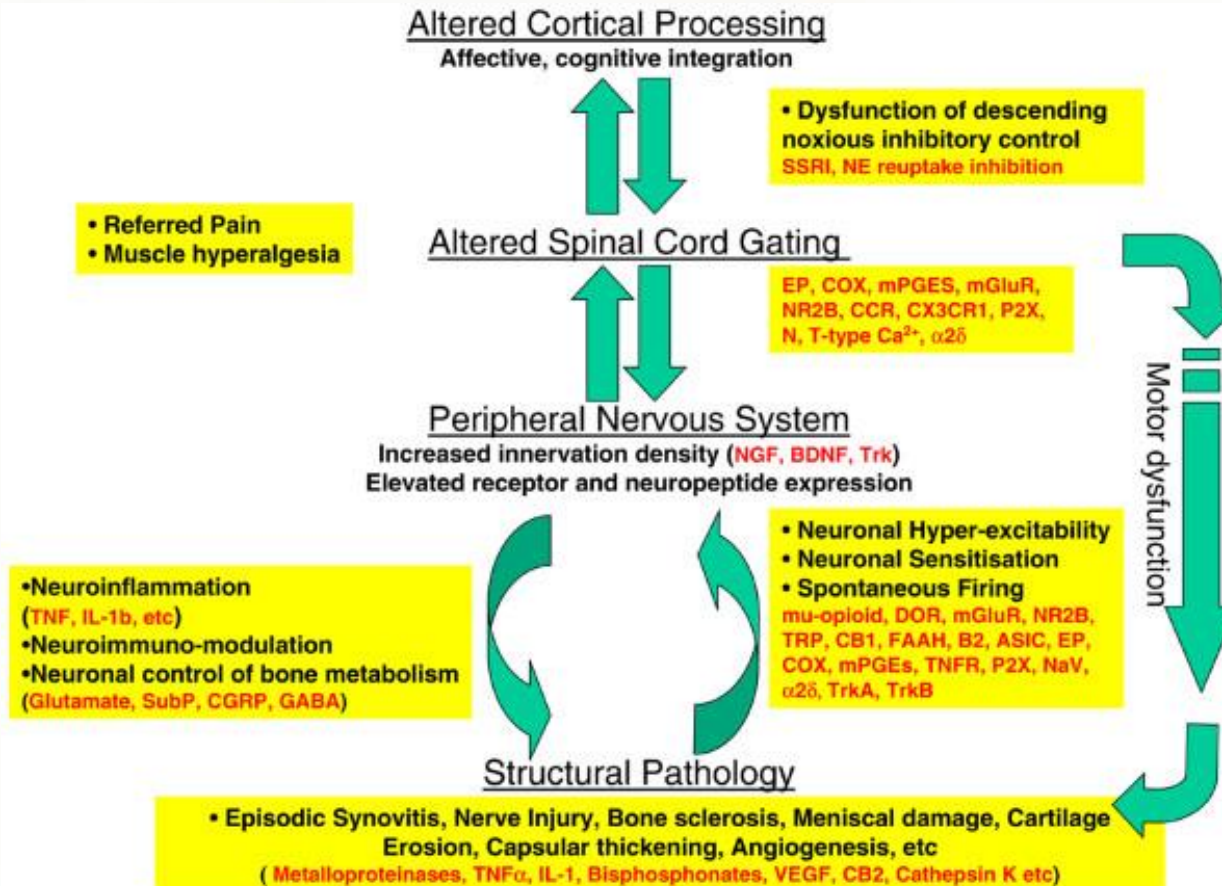 Altered Cortical Processing
Affective, cognitive integration
• Dysfunction of descending
noxious inhibitory control
SSRI, NE reuptake inhibition
• Referred Pain
• Muscle hyperalgesia
Altered Spinal Cord Gating
EP, COX, mPGES, mGluR,
NR2B, CCR, CX3CR1, P2X,
N, T-type Ca²⁺, α2δ
Motor dysfunction
Peripheral Nervous System
Increased innervation density (NGF, BDNF, Trk)
Elevated receptor and neuropeptide expression
•Neuroinflammation
(TNF, IL-1b, etc)
•Neuroimmuno-modulation
•Neuronal control of bone metabolism
(Glutamate, SubP, CGRP, GABA)
• Neuronal Hyper-excitability
• Neuronal Sensitisation
• Spontaneous Firing
mu-opioid, DOR, mGluR, NR2B,
TRP, CB1, FAAH, B2, ASIC, EP,
COX, mPGEs, TNFR, P2X, NaV,
α2δ, TrkA, TrkB
Structural Pathology
• Episodic Synovitis, Nerve Injury, Bone sclerosis, Meniscal damage, Cartilage
Erosion, Capsular thickening, Angiogenesis, etc
( Metalloproteinases, TNFα, IL-1, Bisphosphonates, VEGF, CB2, Cathepsin K etc)